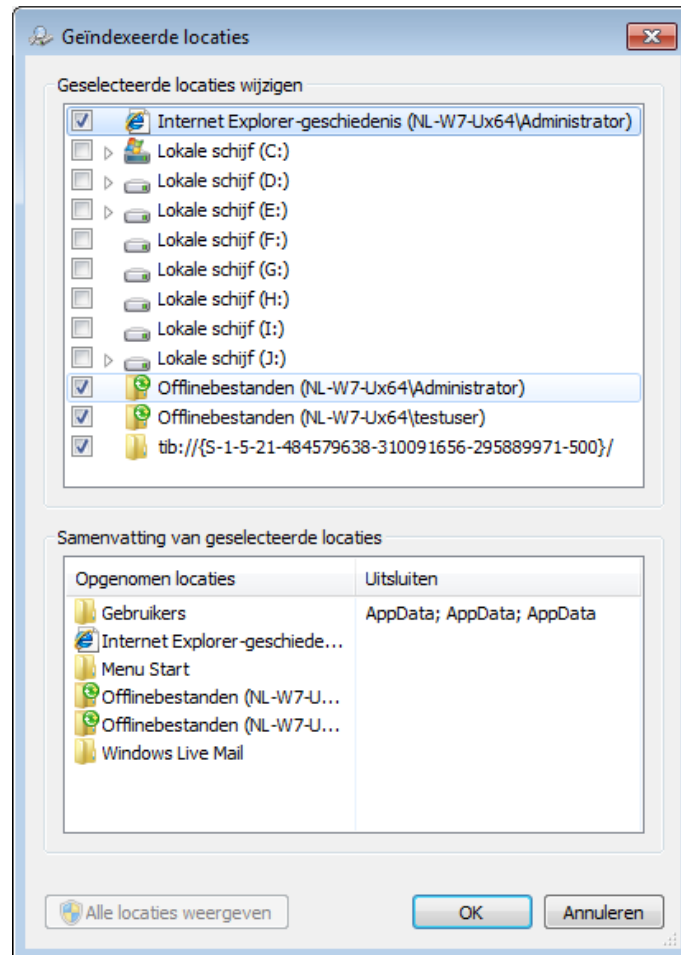 Geïndexeerde locaties
Geselecteerde locaties wijzigen
Internet Explorer-geschiedenis (NL-W7-Ux64\Administrator)
Lokale schijf (C:)
Lokale schijf (D:)
Lokale schijf (E:)
Lokale schijf (F:)
Lokale schijf (G:)
Lokale schijf (H:)
Lokale schijf (I:)
Lokale schijf (J:)
Offlinebestanden (NL-W7-Ux64\Administrator)
Offlinebestanden (NL-W7-Ux64\testuser)
tib://{S-1-5-21-484579638-310091656-295889971-500}/
Samenvatting van geselecteerde locaties
Opgenomen locaties Uitsluiten
Gebruikers AppData; AppData; AppData
Internet Explorer-geschiede...
Menu Start
Offlinebestanden (NL-W7-U...
Offlinebestanden (NL-W7-U...
Windows Live Mail
Alle locaties weergeven OK Annuleren